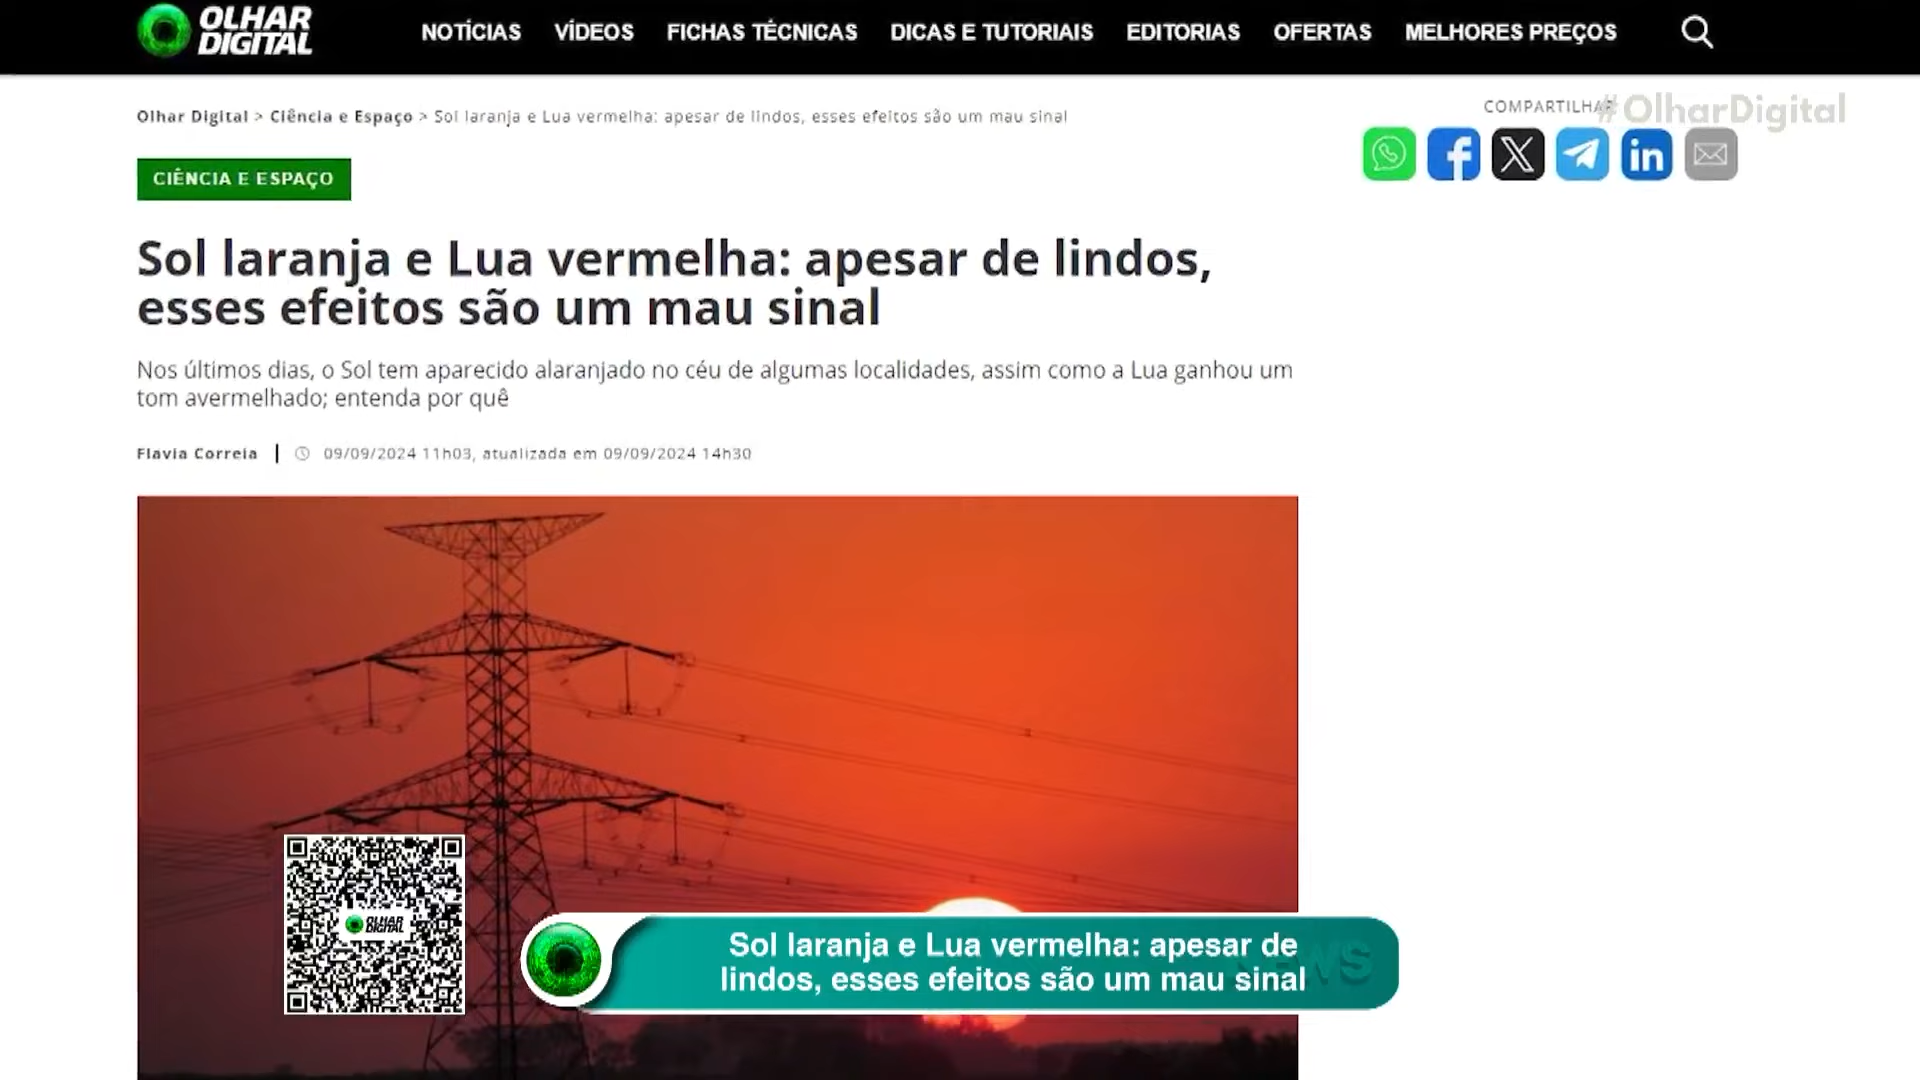 OLHAR
DIGITAL
NOTÍCIAS VÍDEOS FICHAS TÉCNICAS DICAS E TUTORIAIS EDITORIAS OFERTAS MELHORES PREÇOS
Olhar Digital > Ciência e Espaço > Sol laranja e Lua vermelha: apesar de lindos, esses efeitos são um mau sinal
COMPARTILHAR
#OlharDigital
CIÊNCIA E ESPAÇO
Sol laranja e Lua vermelha: apesar de lindos,
esses efeitos são um mau sinal
Nos últimos dias, o Sol tem aparecido alaranjado no céu de algumas localidades, assim como a Lua ganhou um
tom avermelhado; entenda por quê
Flavia Correia | 09/09/2024 11h03, atualizada em 09/09/2024 14h30
OLHAR
DIGITAL
Sol laranja e Lua vermelha: apesar de
lindos, esses efeitos são um mau sinal
NEWS